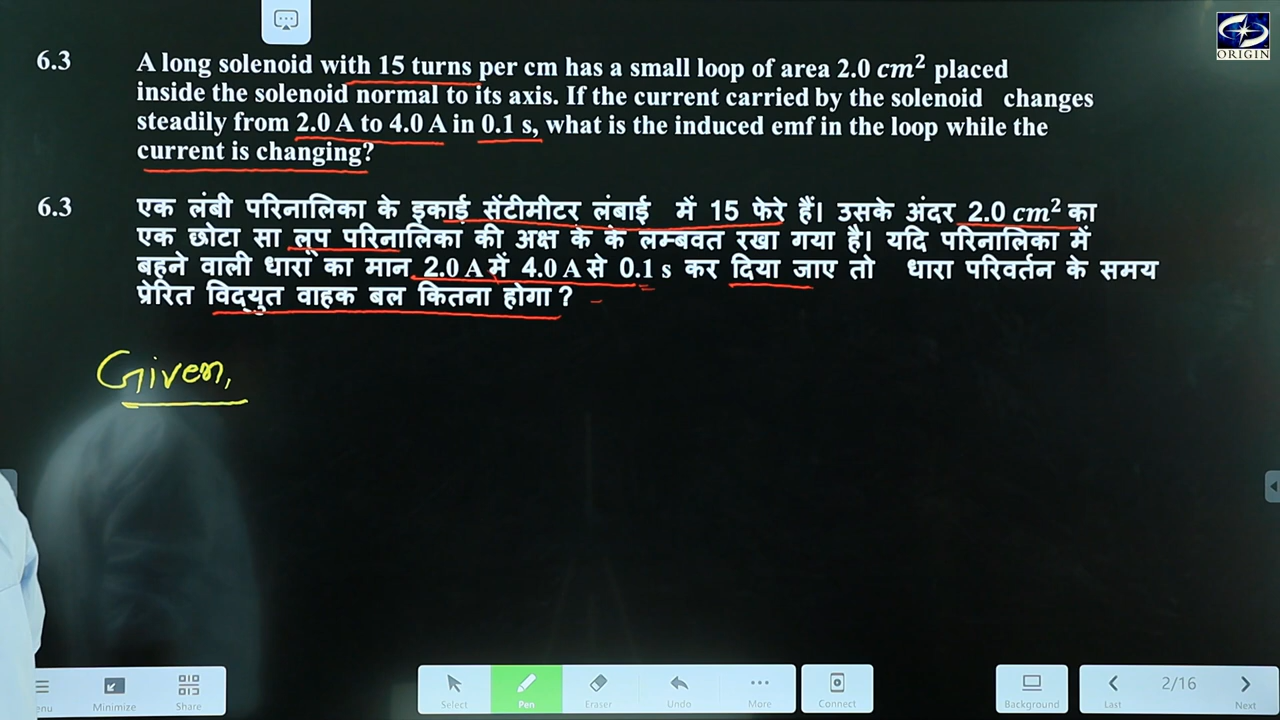 ORIGIN
6.3 A long solenoid with 15 turns per cm has a small loop of area 2.0 cm² placed
inside the solenoid normal to its axis. If the current carried by the solenoid changes
steadily from 2.0 A to 4.0 A in 0.1 s, what is the induced emf in the loop while the
current is changing?
6.3 एक लंबी परिनालिका के इकाई सेंटीमीटर लंबाई में 15 फेरे हैं। उसके अंदर 2.0 cm² का
एक छोटा सा लूप परिनालिका की अक्ष के के लम्बवत रखा गया है। यदि परिनालिका में
बहने वाली धारा का मान 2.0 A में 4.0 A से 0.1 s कर दिया जाए तो धारा परिवर्तन के समय
प्रेरित विद्युत वाहक बल कितना होगा ?
Given,
enu Minimize Share Select Pen Eraser Undo More Connect Background Last 2/16 Next